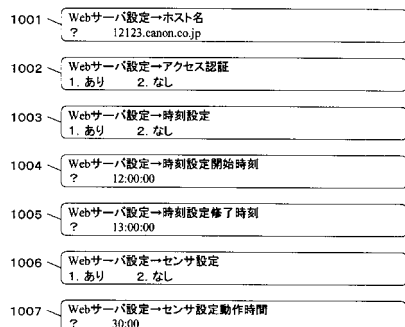 1001 Webサーバ設定→ホスト名
? 12123.canon.co.jp
1002 Webサーバ設定→アクセス認証
1. あり 2. なし
1003 Webサーバ設定→時刻設定
1. あり 2. なし
1004 Webサーバ設定→時刻設定開始時刻
? 12:00:00
1005 Webサーバ設定→時刻設定修了時刻
? 13:00:00
1006 Webサーバ設定→センサ設定
1. あり 2. なし
1007 Webサーバ設定→センサ設定動作時間
? 30:00